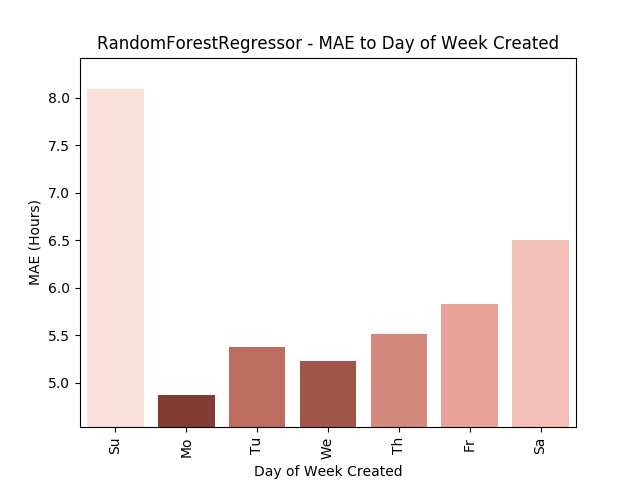 RandomForestRegressor - MAE to Day of Week Created
8.0
7.5
7.0
6.5
6.0
5.5
5.0
MAE (Hours)
Su Mo Tu We Th Fr Sa
Day of Week Created